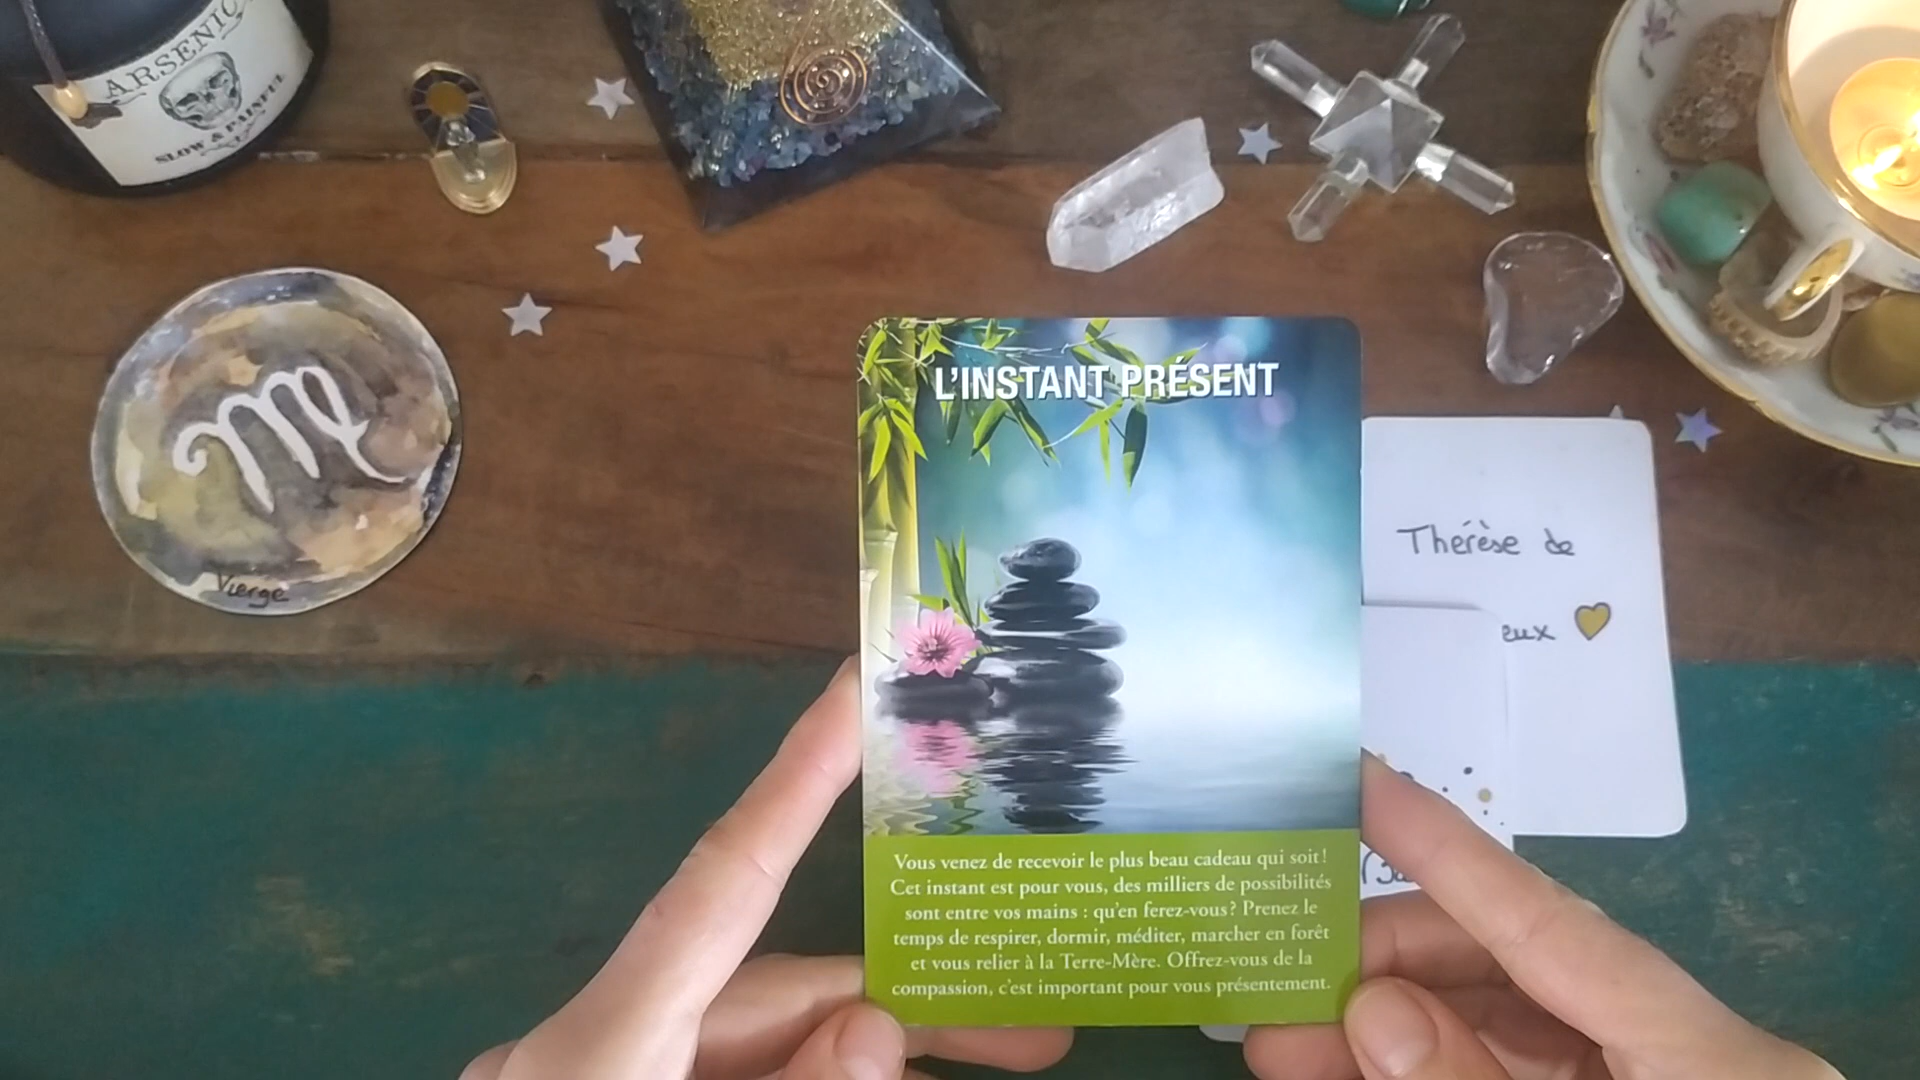 ARSENIC
SLOW & PAINFUL
Vierge
L'INSTANT PRÉSENT
Vous venez de recevoir le plus beau cadeau qui soit !
Cet instant est pour vous, des milliers de possibilités
sont entre vos mains : qu'en ferez-vous ? Prenez le
temps de respirer, dormir, méditer, marcher en forêt
et vous relier à la Terre-Mère. Offrez-vous de la
compassion, c'est important pour vous présentement.
Thérèse de